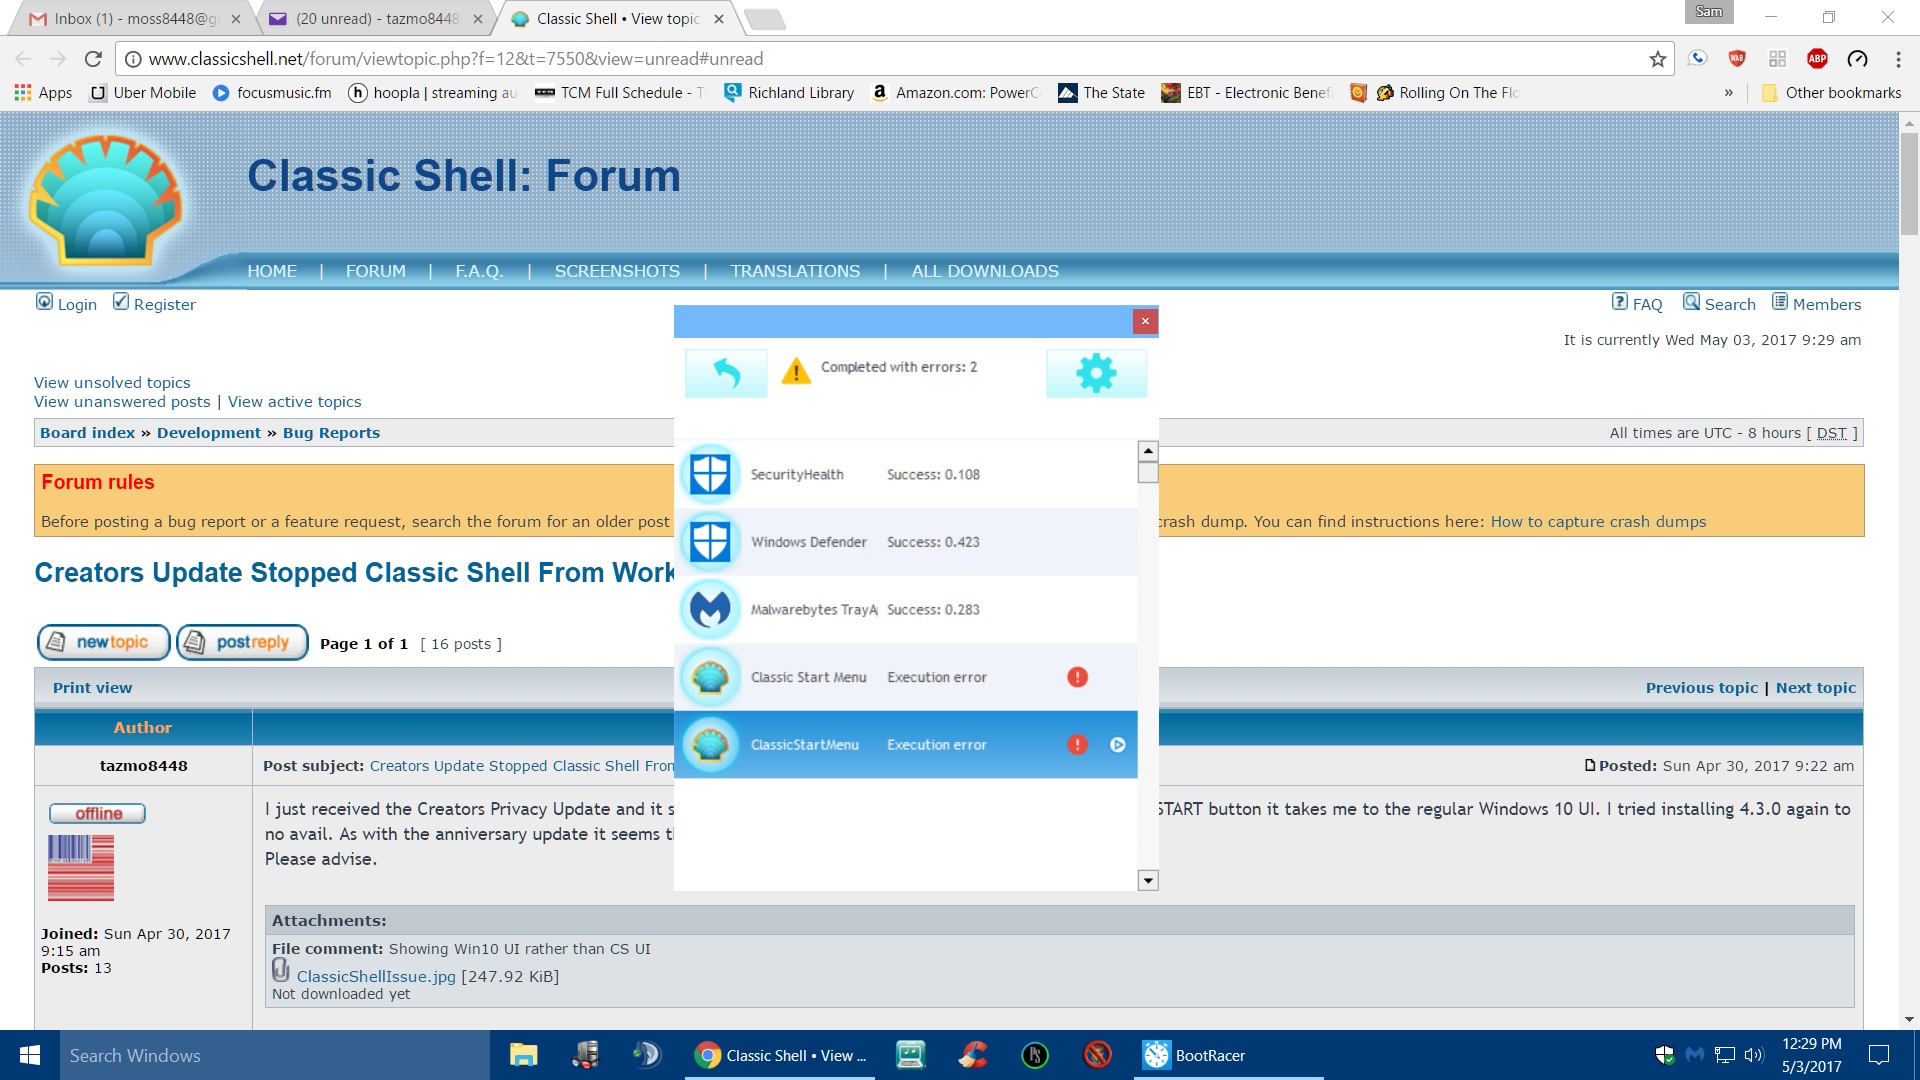 Inbox (1) - moss8448@g
(20 unread) - tazmo8448
Classic Shell • View topic
Sam
www.classicshell.net/forum/viewtopic.php?f=12&t=7550&view=unread#unread
ABP
Apps
Uber Mobile
focusmusic.fm
hoopla | streaming au
TCM Full Schedule - T
Richland Library
Amazon.com: PowerC
The State
EBT - Electronic Benef
Rolling On The Flo
»
Other bookmarks
Classic Shell: Forum
HOME | FORUM | F.A.Q. | SCREENSHOTS | TRANSLATIONS | ALL DOWNLOADS
Login Register
FAQ Search Members
It is currently Wed May 03, 2017 9:29 am
View unsolved topics
View unanswered posts | View active topics
Board index » Development » Bug Reports
All times are UTC - 8 hours [ DST ]
Forum rules
Before posting a bug report or a feature request, search the forum for an older post
crash dump. You can find instructions here: How to capture crash dumps
Creators Update Stopped Classic Shell From Work
newtopic postreply Page 1 of 1 [ 16 posts ]
Print view
Previous topic | Next topic
Author
tazmo8448
Post subject: Creators Update Stopped Classic Shell From
Posted: Sun Apr 30, 2017 9:22 am
offline
Joined: Sun Apr 30, 2017
9:15 am
Posts: 13
I just received the Creators Privacy Update and it s
START button it takes me to the regular Windows 10 UI. I tried installing 4.3.0 again to
no avail. As with the anniversary update it seems t
Please advise.
Attachments:
File comment: Showing Win10 UI rather than CS UI
ClassicShellIssue.jpg [247.92 KiB]
Not downloaded yet
Completed with errors: 2
SecurityHealth Success: 0.108
Windows Defender Success: 0.423
Malwarebytes TrayA Success: 0.283
Classic Start Menu Execution error
ClassicStartMenu Execution error
Search Windows
Classic Shell • View ...
BootRacer
12:29 PM
5/3/2017